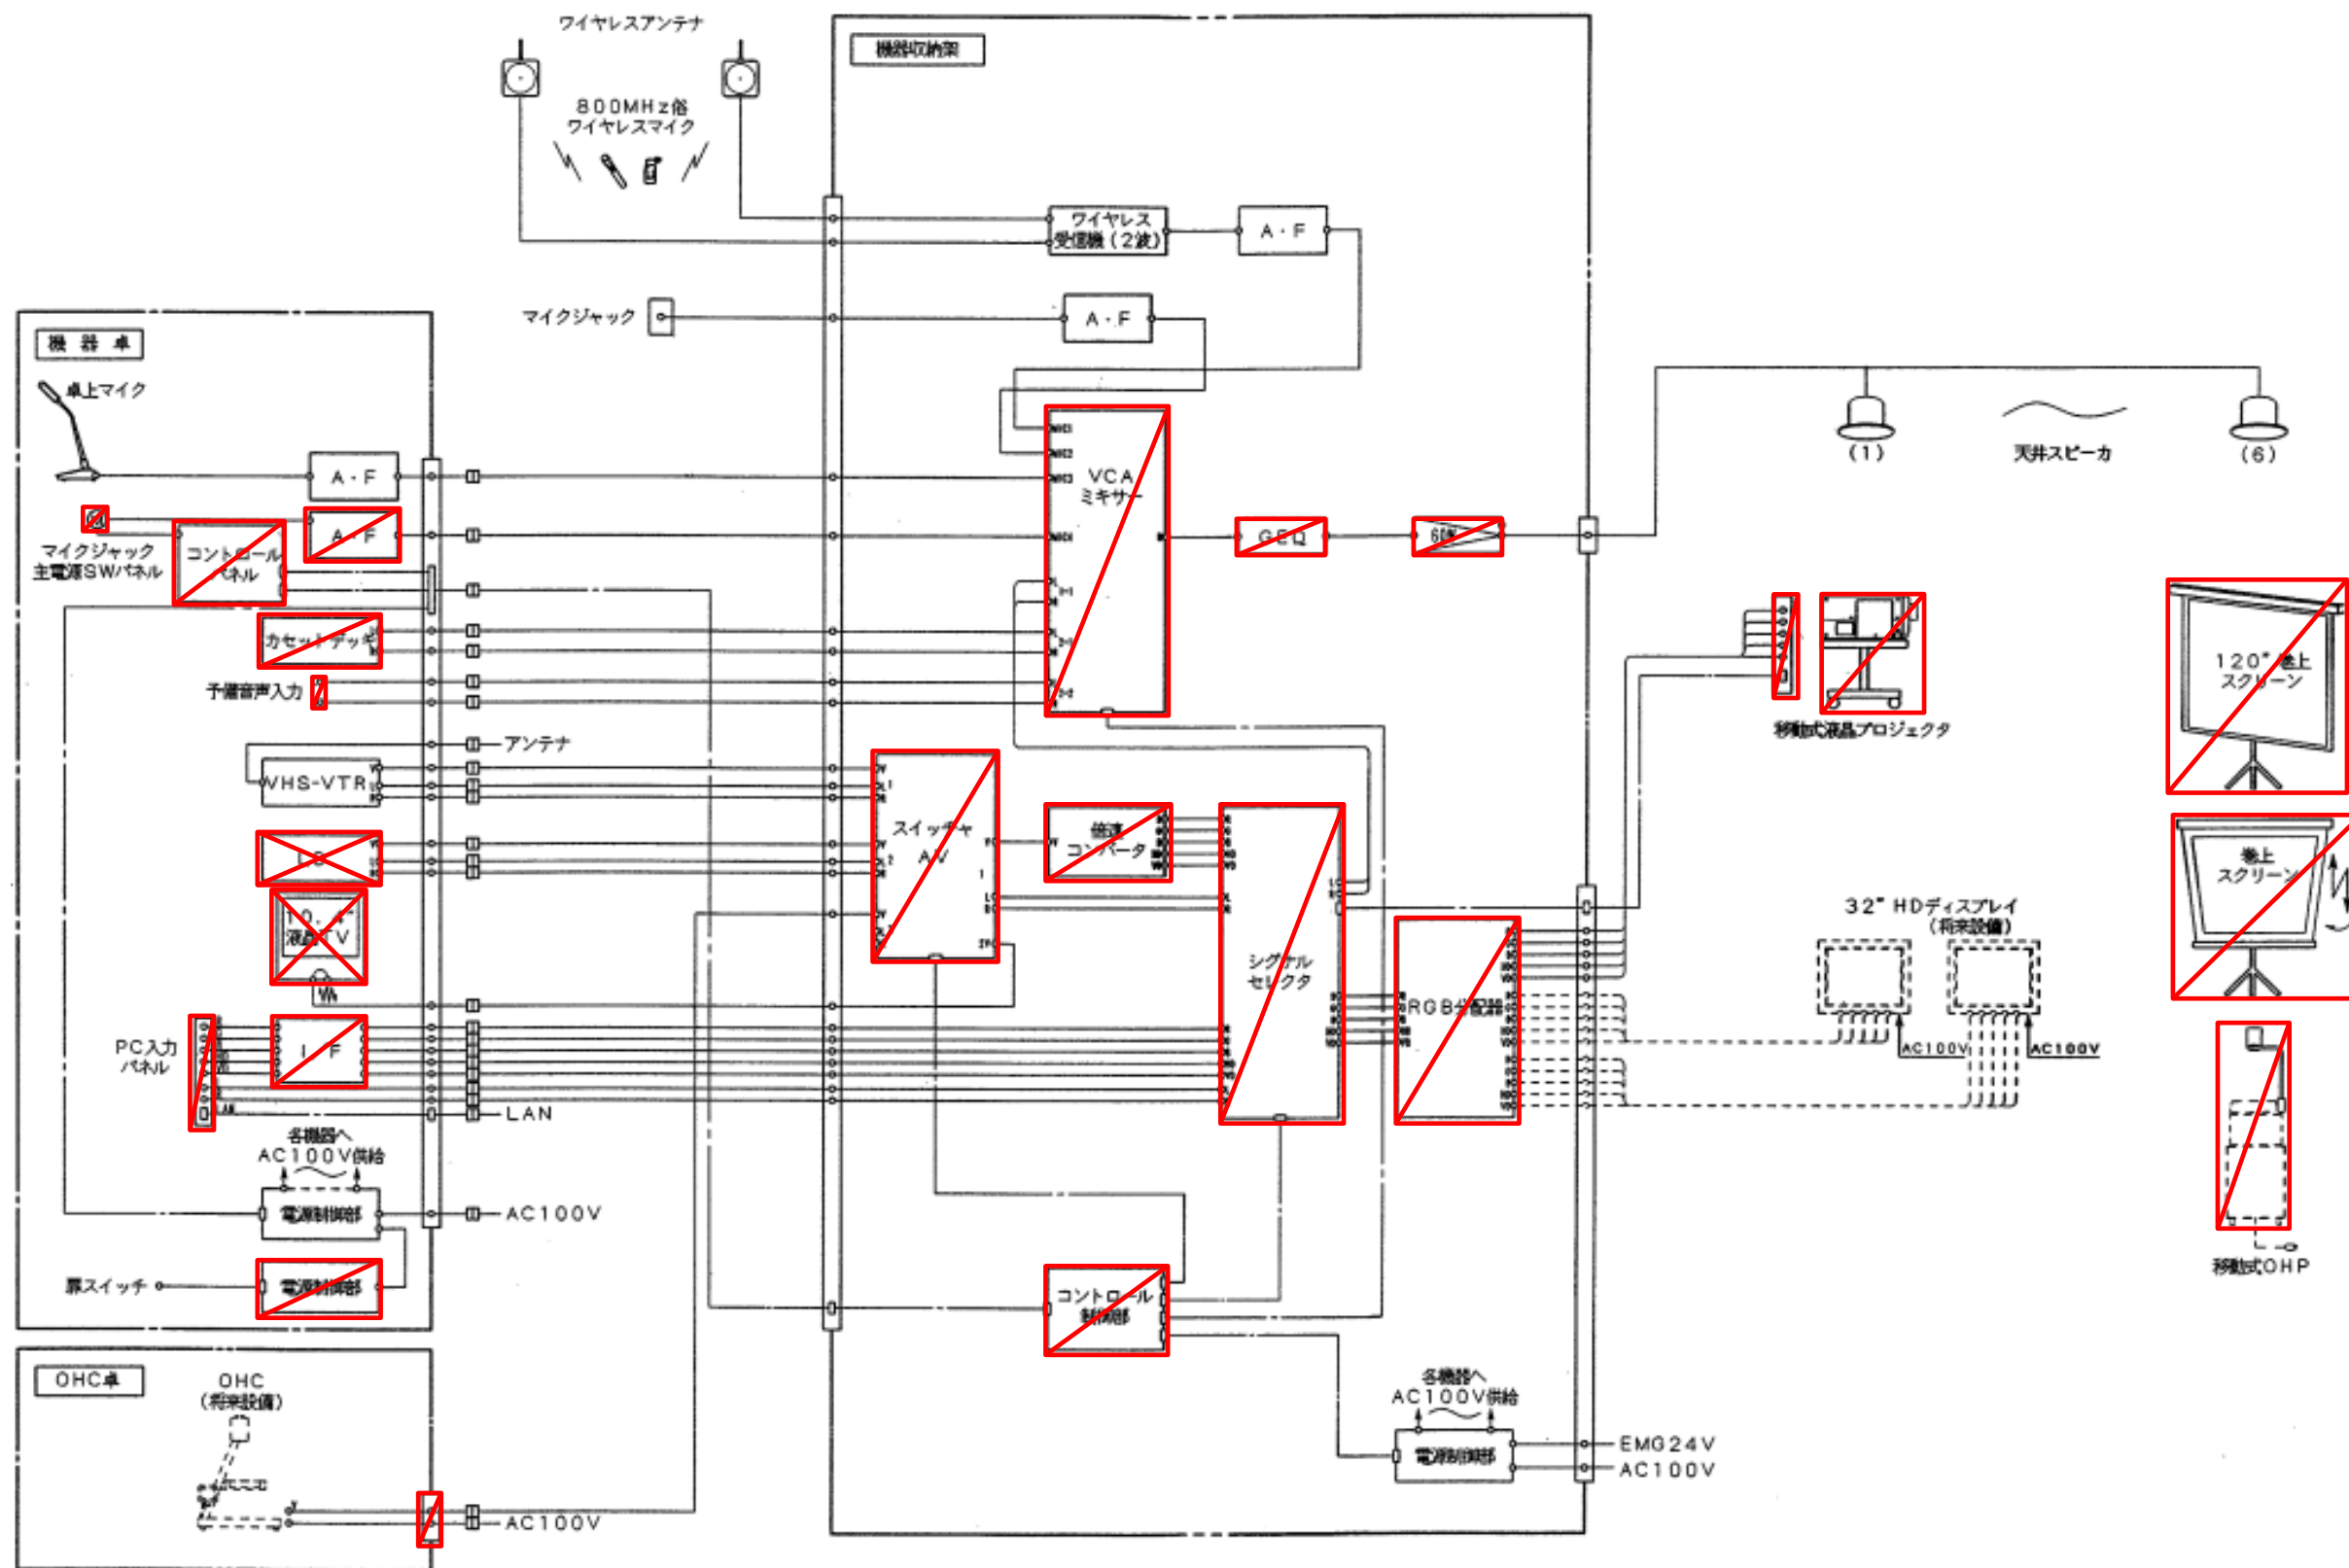 ワイヤレスアンテナ
800MHz俗
ワイヤレスマイク
機器収納架
ワイヤレス
受信機(2波)
A・F
マイクジャック
A・F
機 器 卓
卓上マイク
A・F
A・F
マイクジャック
主電源SWパネル
コントロール
パネル
カセットデッキ
予備音声入力
アンテナ
VHS-VTR
10.4"
液晶TV
PC入力
パネル
I/F
LAN
各機器へ
AC100V供給
電源制御部
AC100V
扉スイッチ
電源制御部
OHC卓
OHC
(将来設備)
AC100V
MIC1
MIC2
MIC3
MIC4
VCA
ミキサー
GEQ
60W
スイッチャ
A/V
倍速
コンバータ
シグナル
セレクタ
RGB分配器
コントロール
制御部
各機器へ
AC100V供給
電源制御部
EMG24V
AC100V
(1)
天井スピーカ
(6)
移動式液晶プロジェクタ
120"巻上
スクリーン
巻上
スクリーン
32" HDディスプレイ
(将来設備)
AC100V
AC100V
移動式OHP